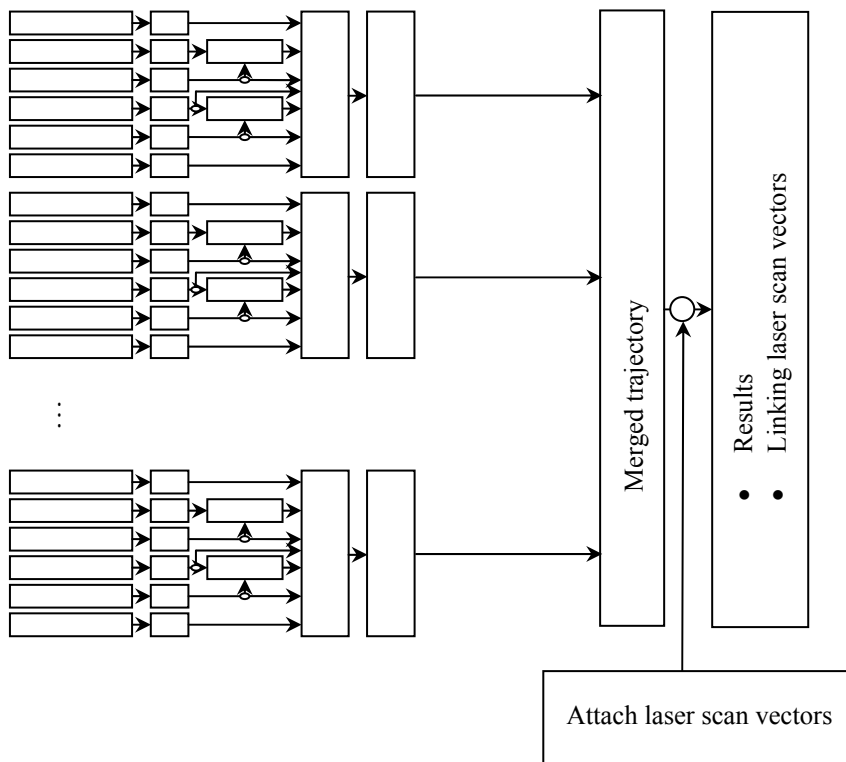 Merged trajectory
• Results
• Linking laser scan vectors
...
Attach laser scan vectors